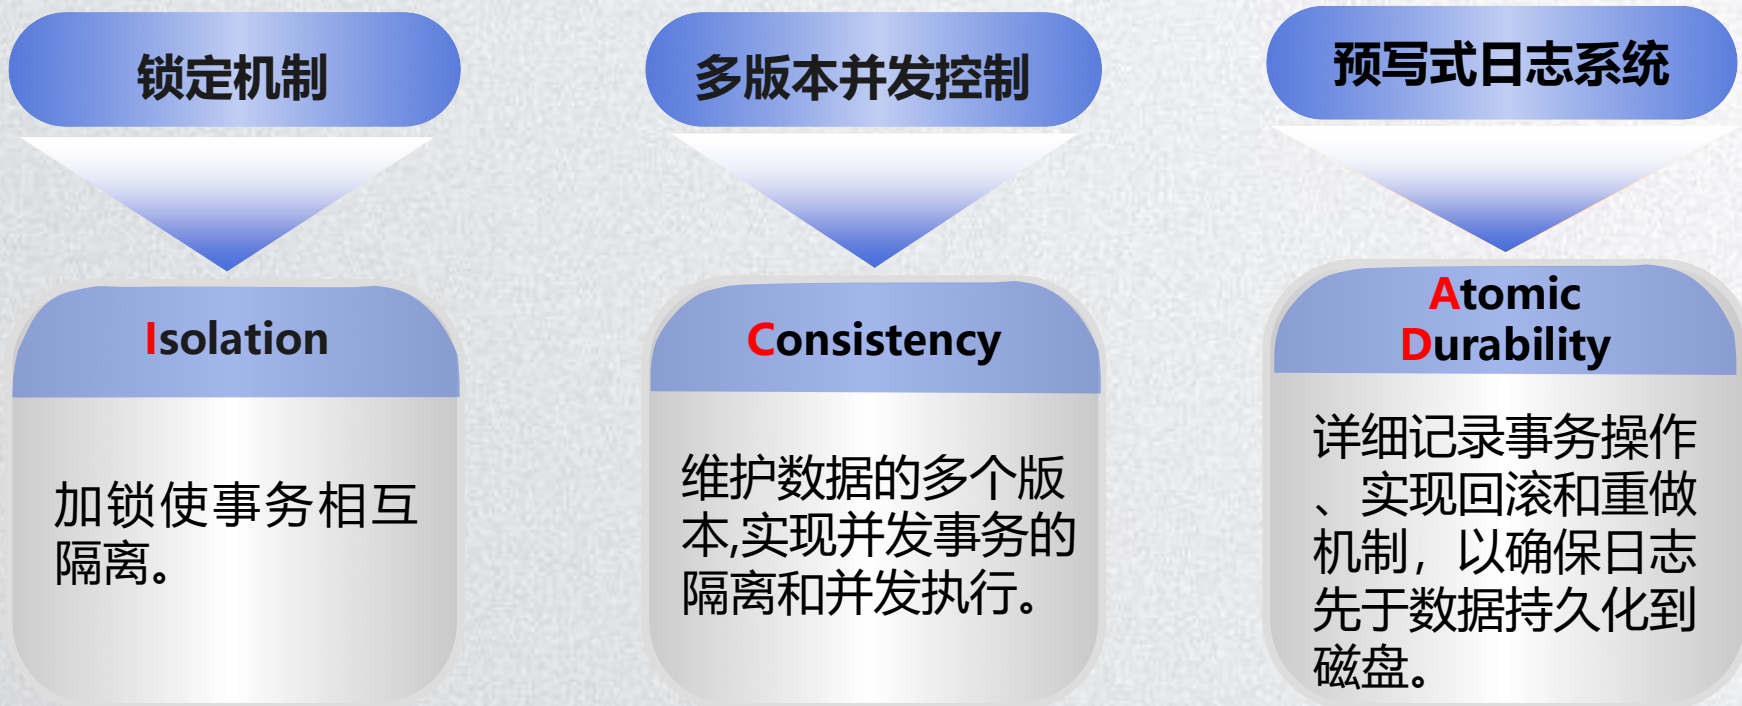 锁定机制
Isolation
加锁使事务相互
隔离。
多版本并发控制
Consistency
维护数据的多个版
本,实现并发事务的
隔离和并发执行。
预写式日志系统
Atomic
Durability
详细记录事务操作
、实现回滚和重做
机制，以确保日志
先于数据持久化到
磁盘。